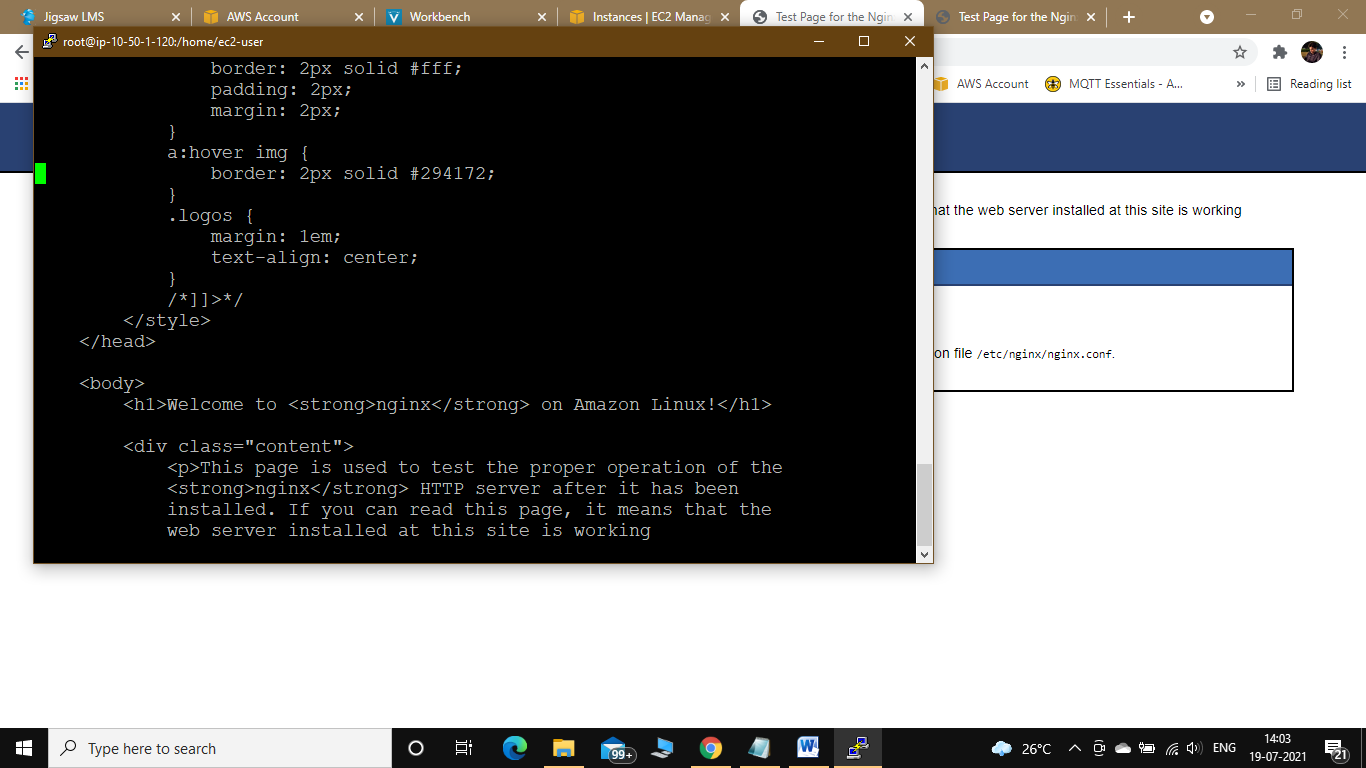 Jigsaw LMS
AWS Account
Workbench
Instances | EC2 Manag
Test Page for the Ngin
Test Page for the Ngin
root@ip-10-50-1-120:/home/ec2-user
AWS Account
MQTT Essentials - A...
»
Reading list
border: 2px solid #fff;
padding: 2px;
margin: 2px;
}
a:hover img {
border: 2px solid #294172;
}
.logos {
margin: 1em;
text-align: center;
}
/*]]>*/
</style>
</head>
<body>
<h1>Welcome to <strong>nginx</strong> on Amazon Linux!</h1>
<div class="content">
<p>This page is used to test the proper operation of the
<strong>nginx</strong> HTTP server after it has been
installed. If you can read this page, it means that the
web server installed at this site is working
hat the web server installed at this site is working
on file /etc/nginx/nginx.conf.
Type here to search
99+
26°C
ENG
14:03
19-07-2021
21